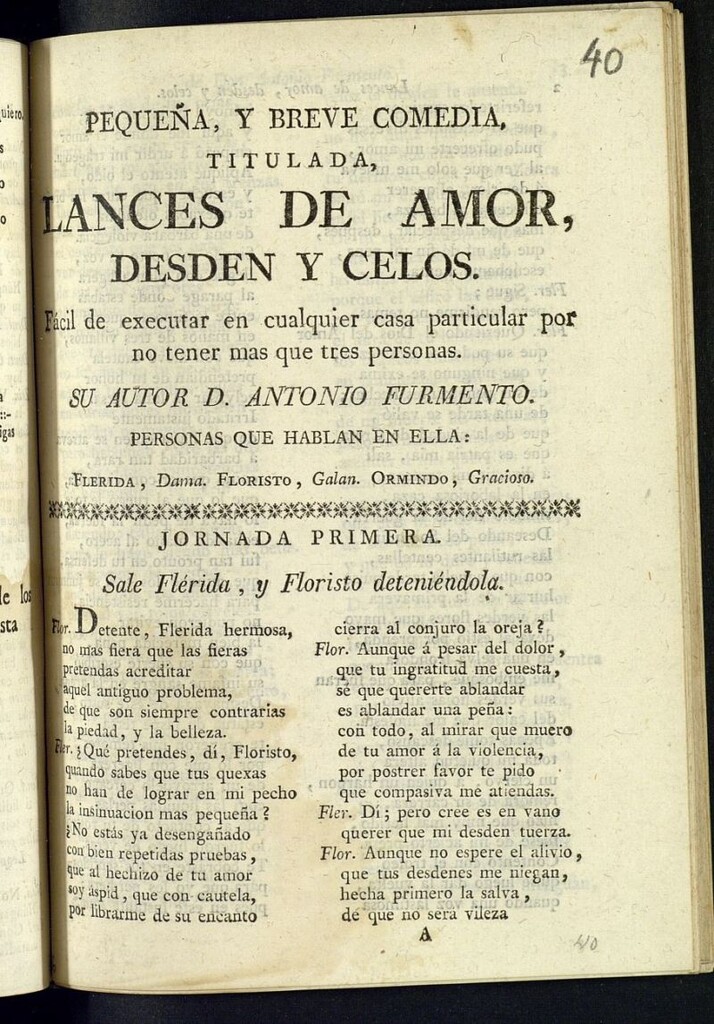 40
PEQUEÑA, Y BREVE COMEDIA,
TITULADA,
LANCES DE AMOR,
DESDEN Y CELOS.
Fácil de executar en cualquier casa particular por
no tener mas que tres personas.
SU AUTOR D. ANTONIO FURMENTO.
PERSONAS QUE HABLAN EN ELLA:
FLERIDA, Dama. FLORISTO, Galan. ORMINDO, Gracioso.
JORNADA PRIMERA.
Sale Flérida, y Floristo deteniéndola.
Flor. Detente, Flerida hermosa,
no mas fiera que las fieras
pretendas acreditar
aquel antiguo problema,
de que son siempre contrarias
la piedad, y la belleza.
Fler. ¿Qué pretendes, dí, Floristo,
quando sabes que tus quexas
no han de lograr en mi pecho
la insinuacion mas pequeña?
¿No estás ya desengañado
con bien repetidas pruebas,
que al hechizo de tu amor
soy áspid, que con cautela,
por librarme de su encanto
cierra al conjuro la oreja?
Flor. Aunque á pesar del dolor,
que tu ingratitud me cuesta,
sé que quererte ablandar
es ablandar una peña:
con todo, al mirar que muero
de tu amor á la violencia,
por postrer favor te pido
que compasiva me atiendas.
Fler. Dí; pero cree es en vano
querer que mi desden tuerza.
Flor. Aunque no espere el alivio,
que tus desdenes me niegan,
hecha primero la salva,
de que no será vileza
A
40